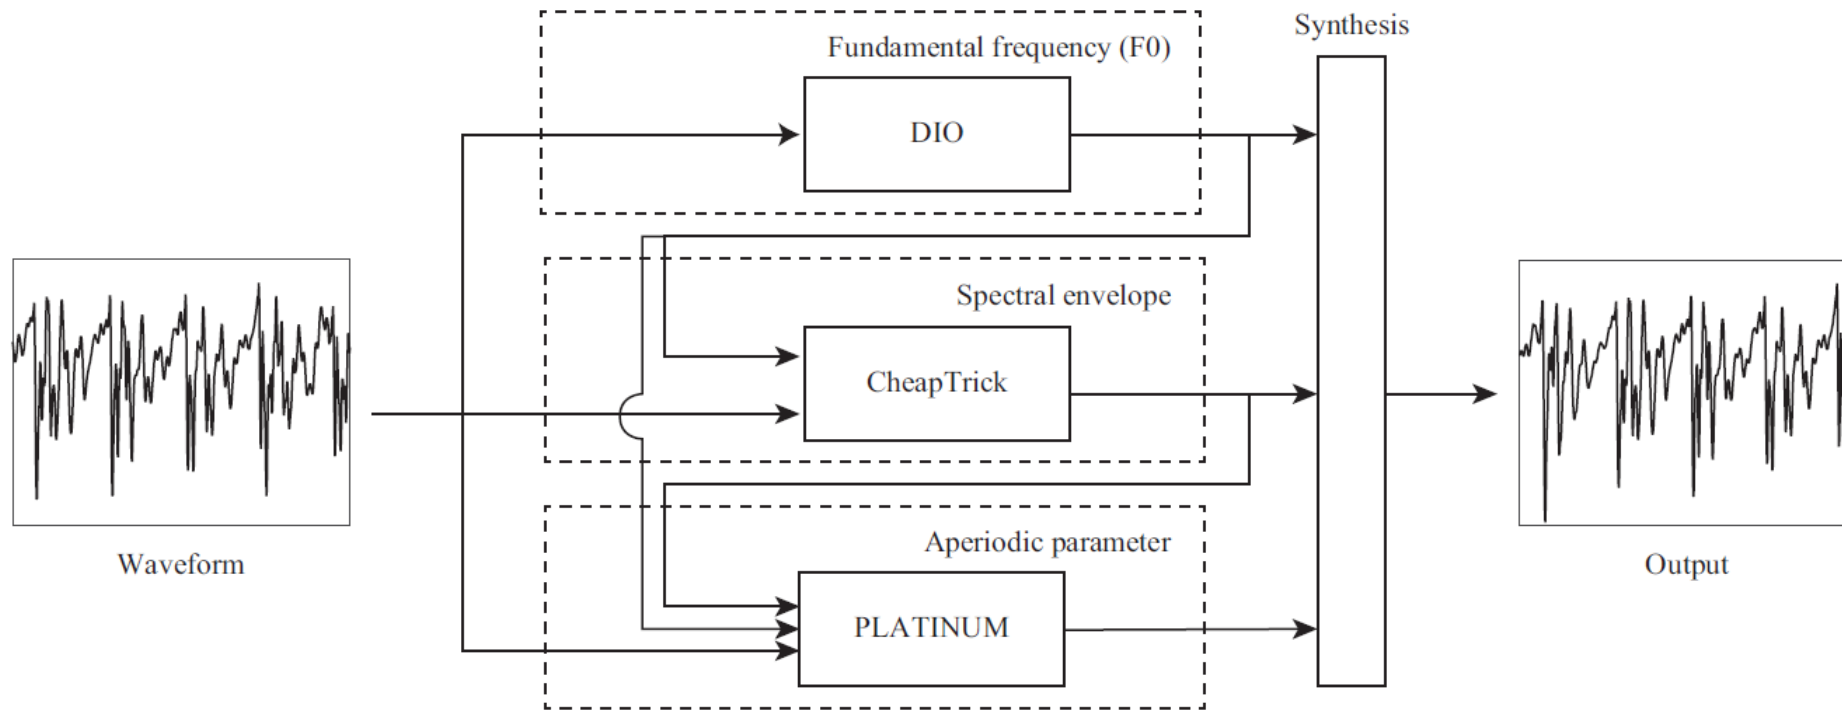 Synthesis
Fundamental frequency (F0)
DIO
Spectral envelope
CheapTrick
Waveform
Output
Aperiodic parameter
PLATINUM